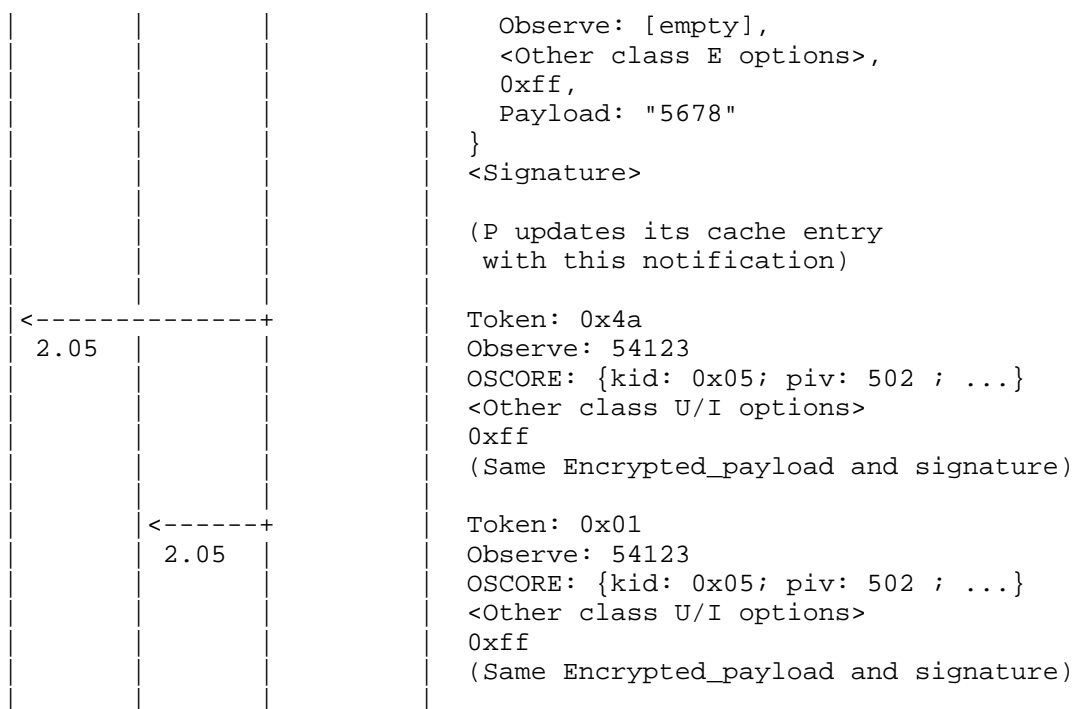 Observe: [empty],
<Other class E options>,
0xff,
Payload: "5678"
}
<Signature>
(P updates its cache entry
with this notification)
<--------------+ Token: 0x4a
2.05 Observe: 54123
OSCORE: {kid: 0x05; piv: 502 ; ...}
<Other class U/I options>
0xff
(Same Encrypted_payload and signature)
<------+ Token: 0x01
2.05 Observe: 54123
OSCORE: {kid: 0x05; piv: 502 ; ...}
<Other class U/I options>
0xff
(Same Encrypted_payload and signature)